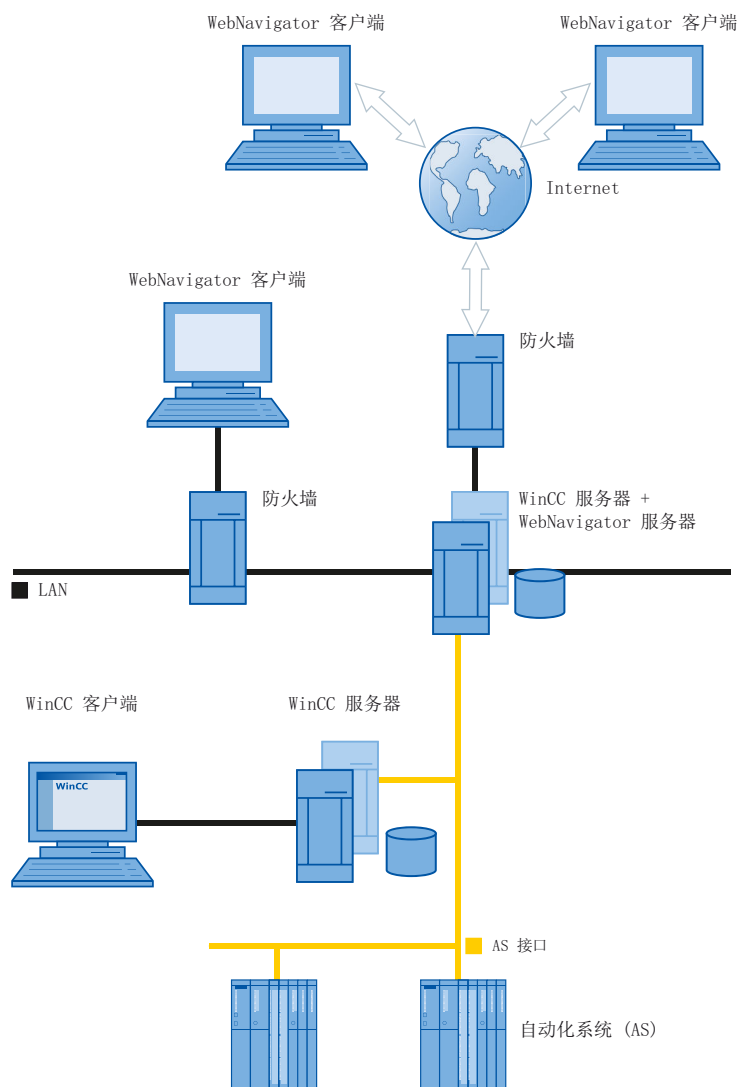 WebNavigator 客户端
WebNavigator 客户端
Internet
WebNavigator 客户端
防火墙
防火墙
WinCC 服务器 +
WebNavigator 服务器
LAN
WinCC 客户端
WinCC 服务器
WinCC
AS 接口
自动化系统 (AS)